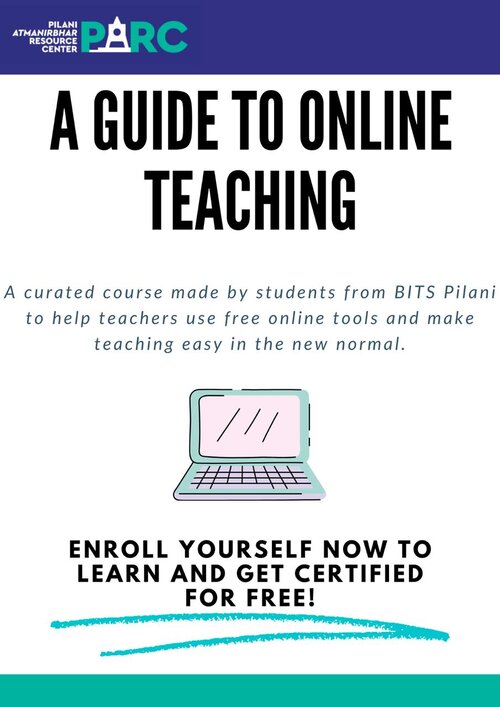 PILANI
ATMANIRBHAR
RESOURCE
CENTER
PARC
A GUIDE TO ONLINE
TEACHING
A curated course made by students from BITS Pilani
to help teachers use free online tools and make
teaching easy in the new normal.
ENROLL YOURSELF NOW TO
LEARN AND GET CERTIFIED
FOR FREE!